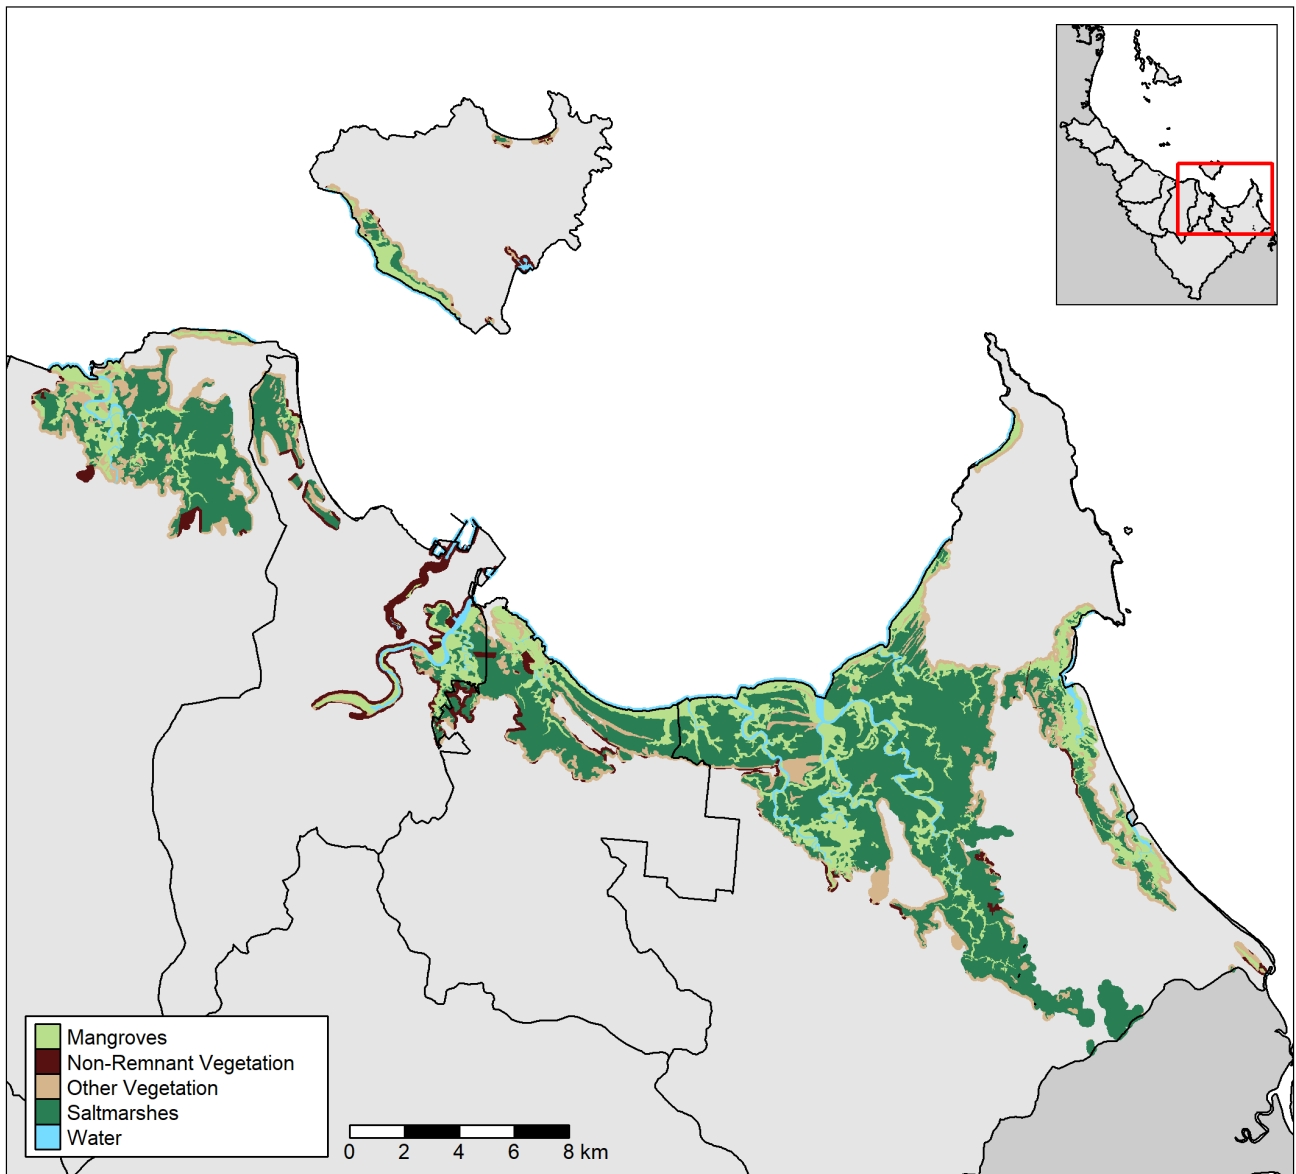 Mangroves
Non-Remnant Vegetation
Other Vegetation
Saltmarshes
Water
0 2 4 6 8 km